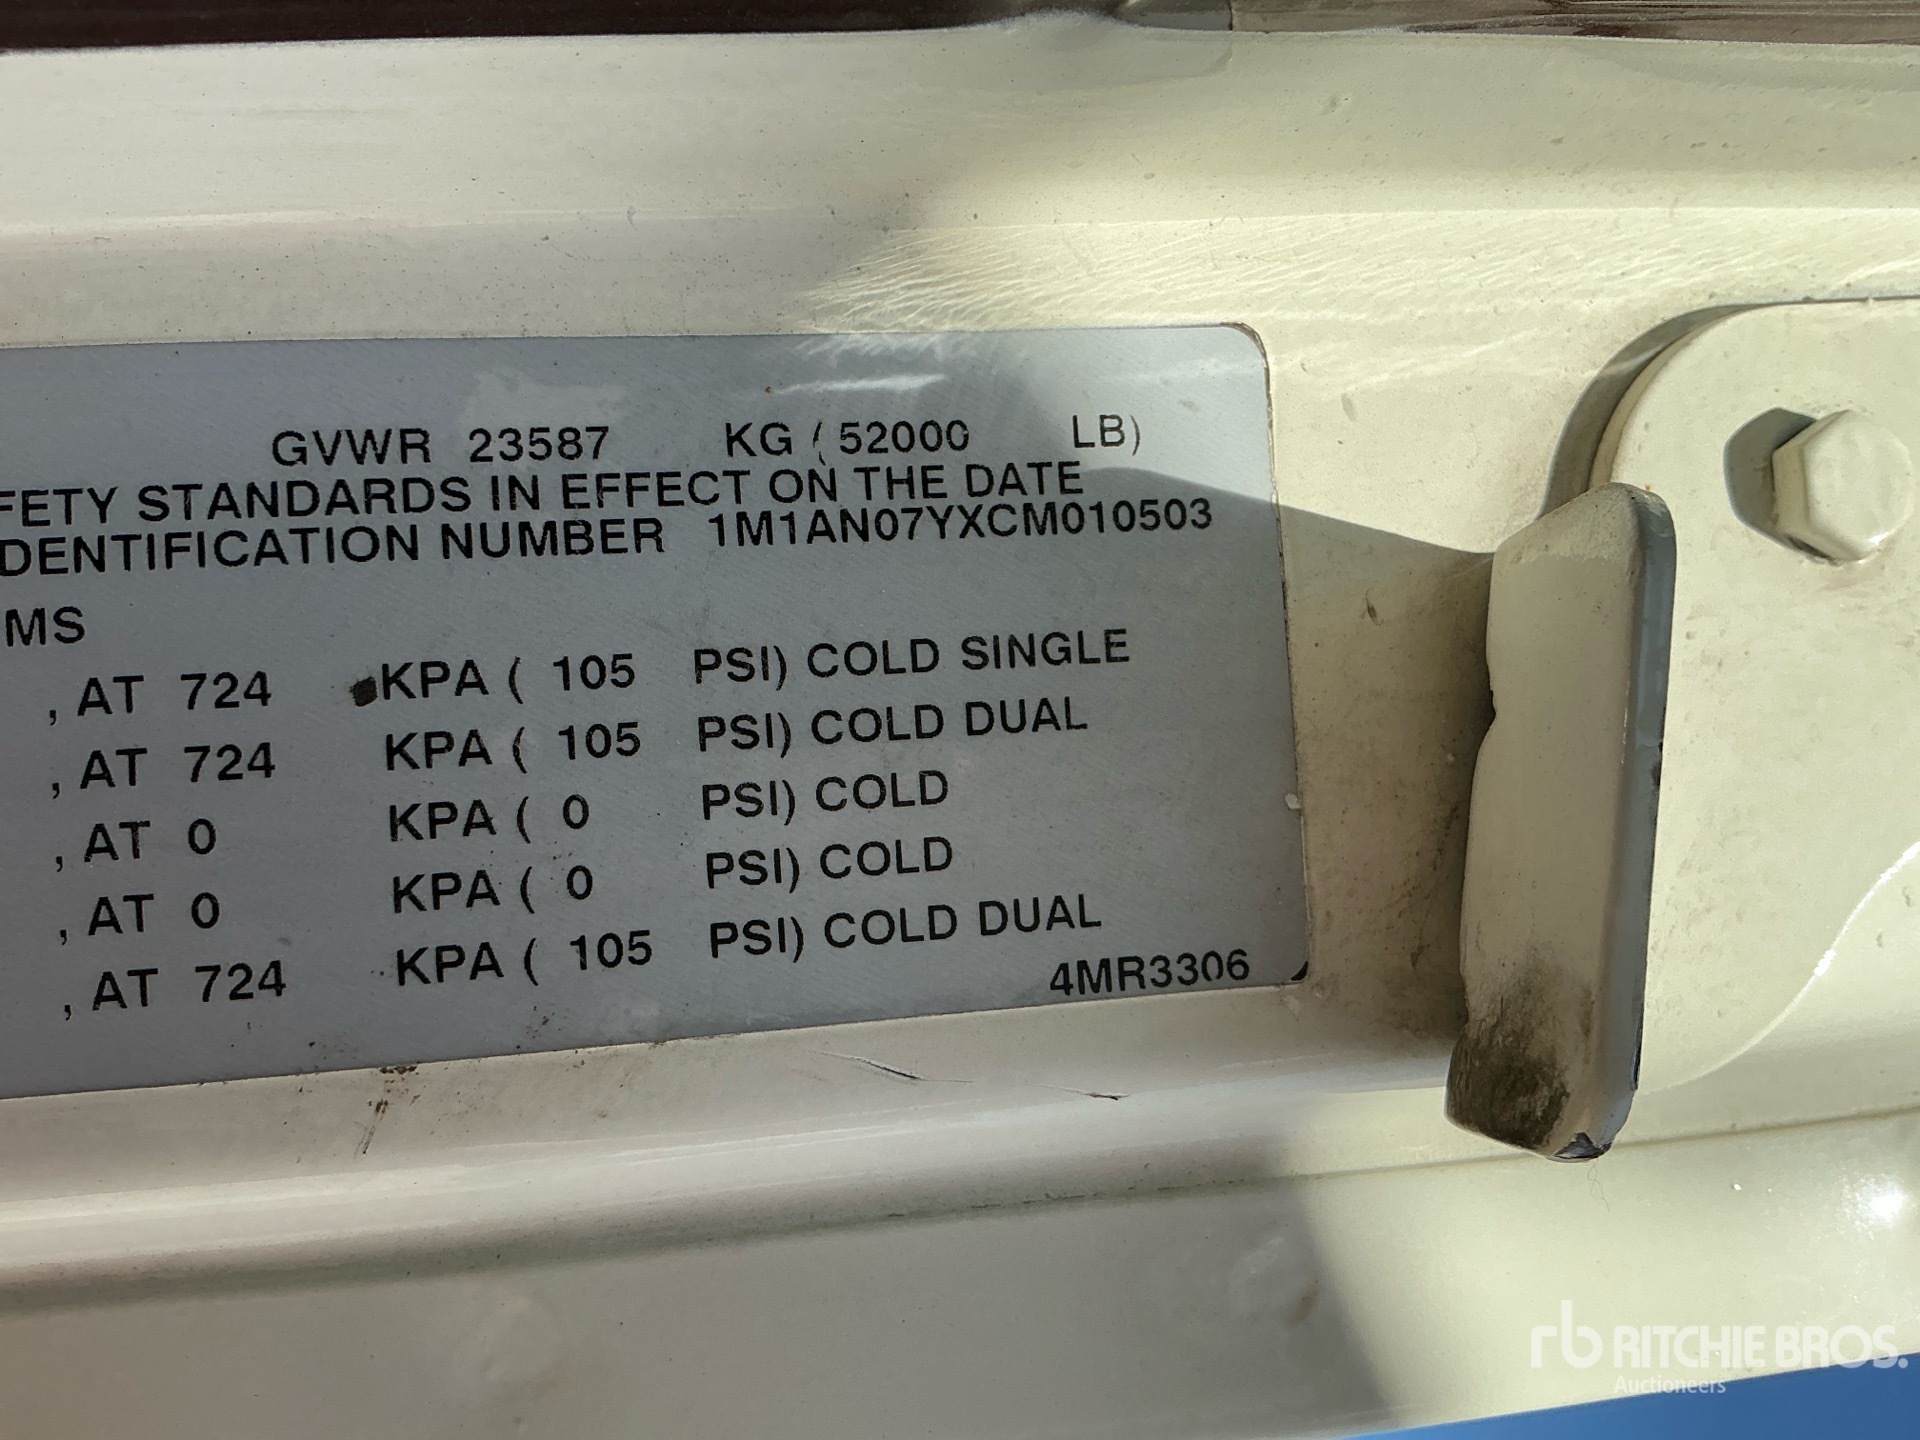 GVWR 23587 KG (52000 LB)
FETY STANDARDS IN EFFECT ON THE DATE
DENTIFICATION NUMBER 1M1AN07YXCM010503
MS
, AT 724 KPA ( 105 PSI) COLD SINGLE
, AT 724 KPA ( 105 PSI) COLD DUAL
, AT 0 KPA ( 0 PSI) COLD
, AT 0 KPA ( 0 PSI) COLD
, AT 724 KPA ( 105 PSI) COLD DUAL
4MR3306
rb RITCHIE BROS.
Auctioneers